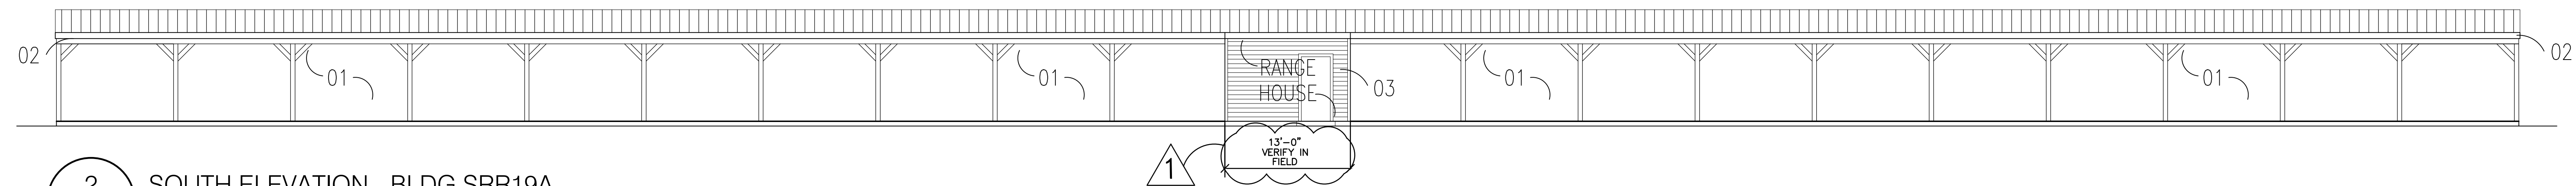 02
01
01
RANGE
HOUSE
03
01
01
02
13'-0"
VERIFY IN
FIELD
1
2
SOUTH ELEVATION - BLDG SRR19A